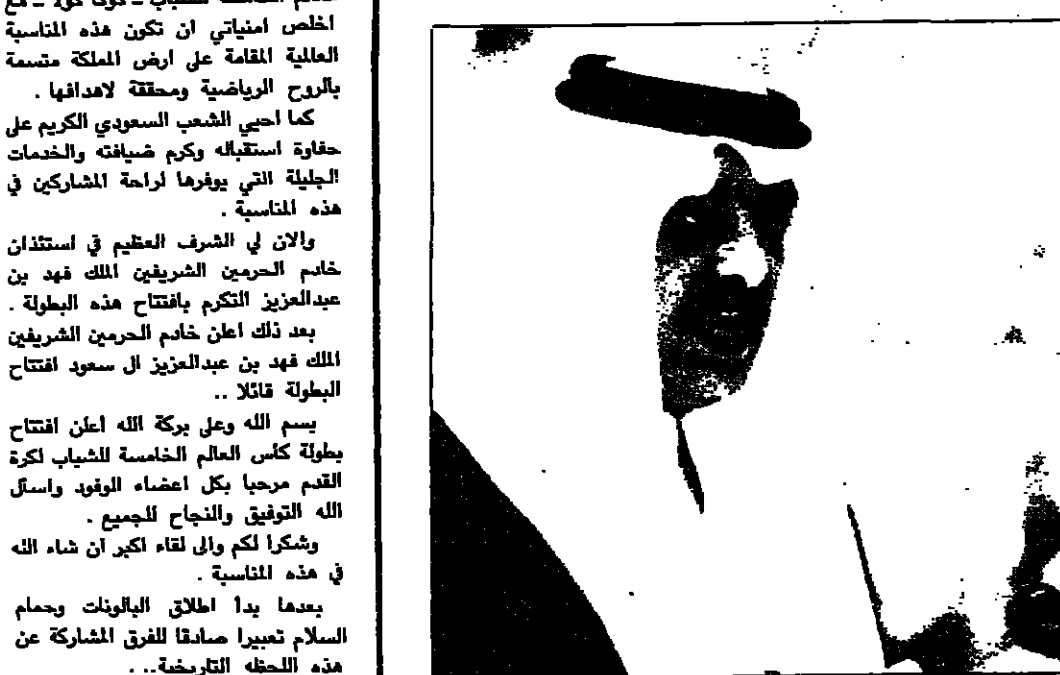 اخلص امنياتي ان تكون هذه المناسبة
العالمية المقامة على ارض المملكة متسمة
بالروح الرياضية ومحققة لاهدافها .
كما احيي الشعب السعودي الكريم على
حفاوة استقباله وكرم ضيافته والخدمات
الجليلة التي يوفرها لراحة المشاركين في
هذه المناسبة .
والان لي الشرف العظيم في استئذان
خادم الحرمين الشريفين الملك فهد بن
عبدالعزيز التكرم بافتتاح هذه البطولة .
بعد ذلك اعلن خادم الحرمين الشريفين
الملك فهد بن عبدالعزيز ال سعود افتتاح
البطولة قائلا ..
بسم الله وعلى بركة الله أعلن افتتاح
بطولة كأس العالم الخامسة للشباب لكرة
القدم مرحبا بكل اعضاء الوفود واسأل
الله التوفيق والنجاح للجميع .
وشكرا لكم والى لقاء اكبر ان شاء الله
في هذه المناسبة .
بعدها بدأ اطلاق البالونات وحمام
السلام تعبيرا صادقا للفرق المشاركة عن
هذه اللحظه التاريخية.. .